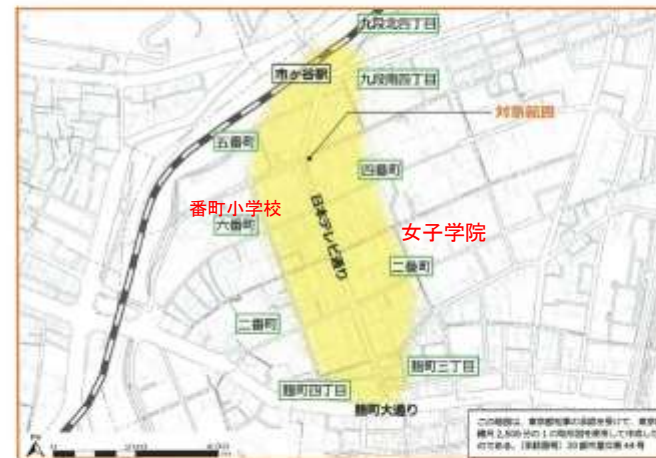 九段北四丁目
市ヶ谷駅
九段南四丁目
対象範囲
五番町
四番町
番町小学校
六番町
日本テレビ通り
女子学院
二番町
二番町
麹町三丁目
麹町四丁目
麹町大通り